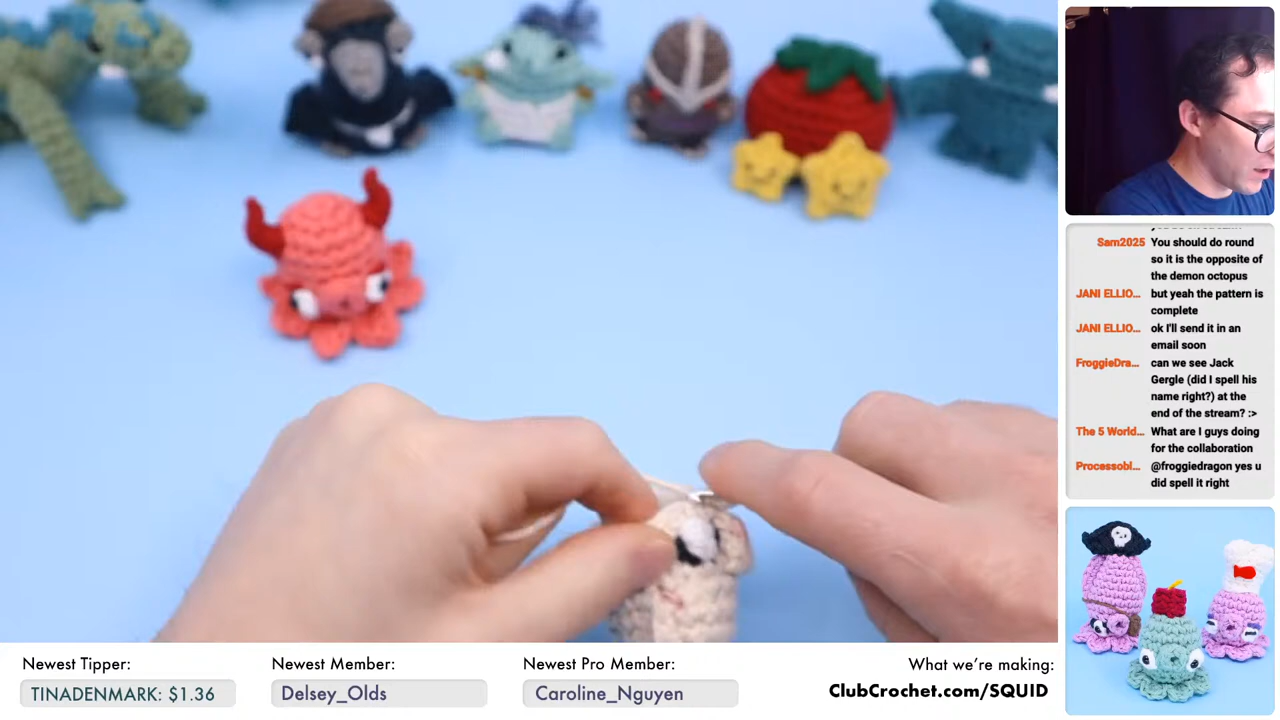 Sam2025 You should do round
so it is the opposite of
the demon octopus
JANI ELLIO... but yeah the pattern is
complete
JANI ELLIO... ok I'll send it in an
email soon
FroggieDra... can we see Jack
Gergle (did I spell his
name right?) at the
end of the stream? :>
The 5 World... What are I guys doing
for the collaboration
Processobl... @froggiedragon yes u
did spell it right
Newest Tipper: Newest Member: Newest Pro Member: What we're making:
TINADENMARK: $1.36 Delsey_Olds Caroline_Nguyen ClubCrochet.com/SQUID